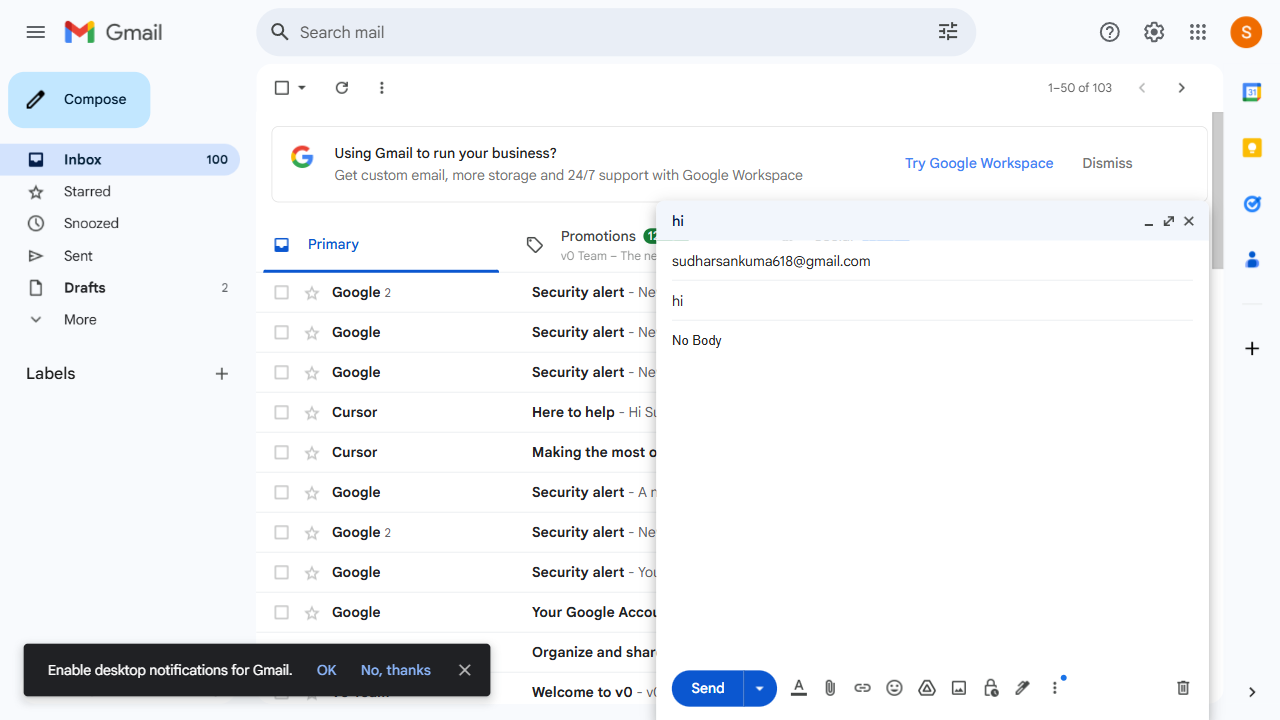 Gmail
Search mail
S
Compose
1–50 of 103
Inbox 100
Starred
Snoozed
Sent
Drafts 2
More
Labels
Using Gmail to run your business?
Get custom email, more storage and 24/7 support with Google Workspace
Try Google Workspace
Dismiss
31
Primary
Promotions
v0 Team – The ne
Google 2 Security alert - Ne
Google Security alert - Ne
Google Security alert - Ne
Cursor Here to help - Hi Su
Cursor Making the most o
Google Security alert - A n
Google 2 Security alert - Ne
Google Security alert - You
Google Your Google Accou
Organize and shar
Welcome to v0 - v0
hi
sudharsankuma618@gmail.com
hi
No Body
Send
Enable desktop notifications for Gmail. OK No, thanks